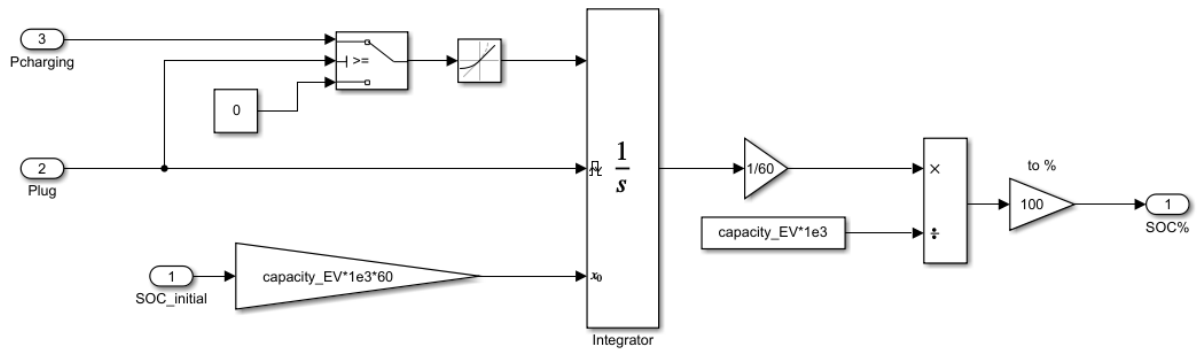 3
Pcharging
>=
0
2
Plug
1
s
x₀
1
SOC_initial
capacity_EV*1e3*60
Integrator
1/60
capacity_EV*1e3
×
÷
to %
100
1
SOC%